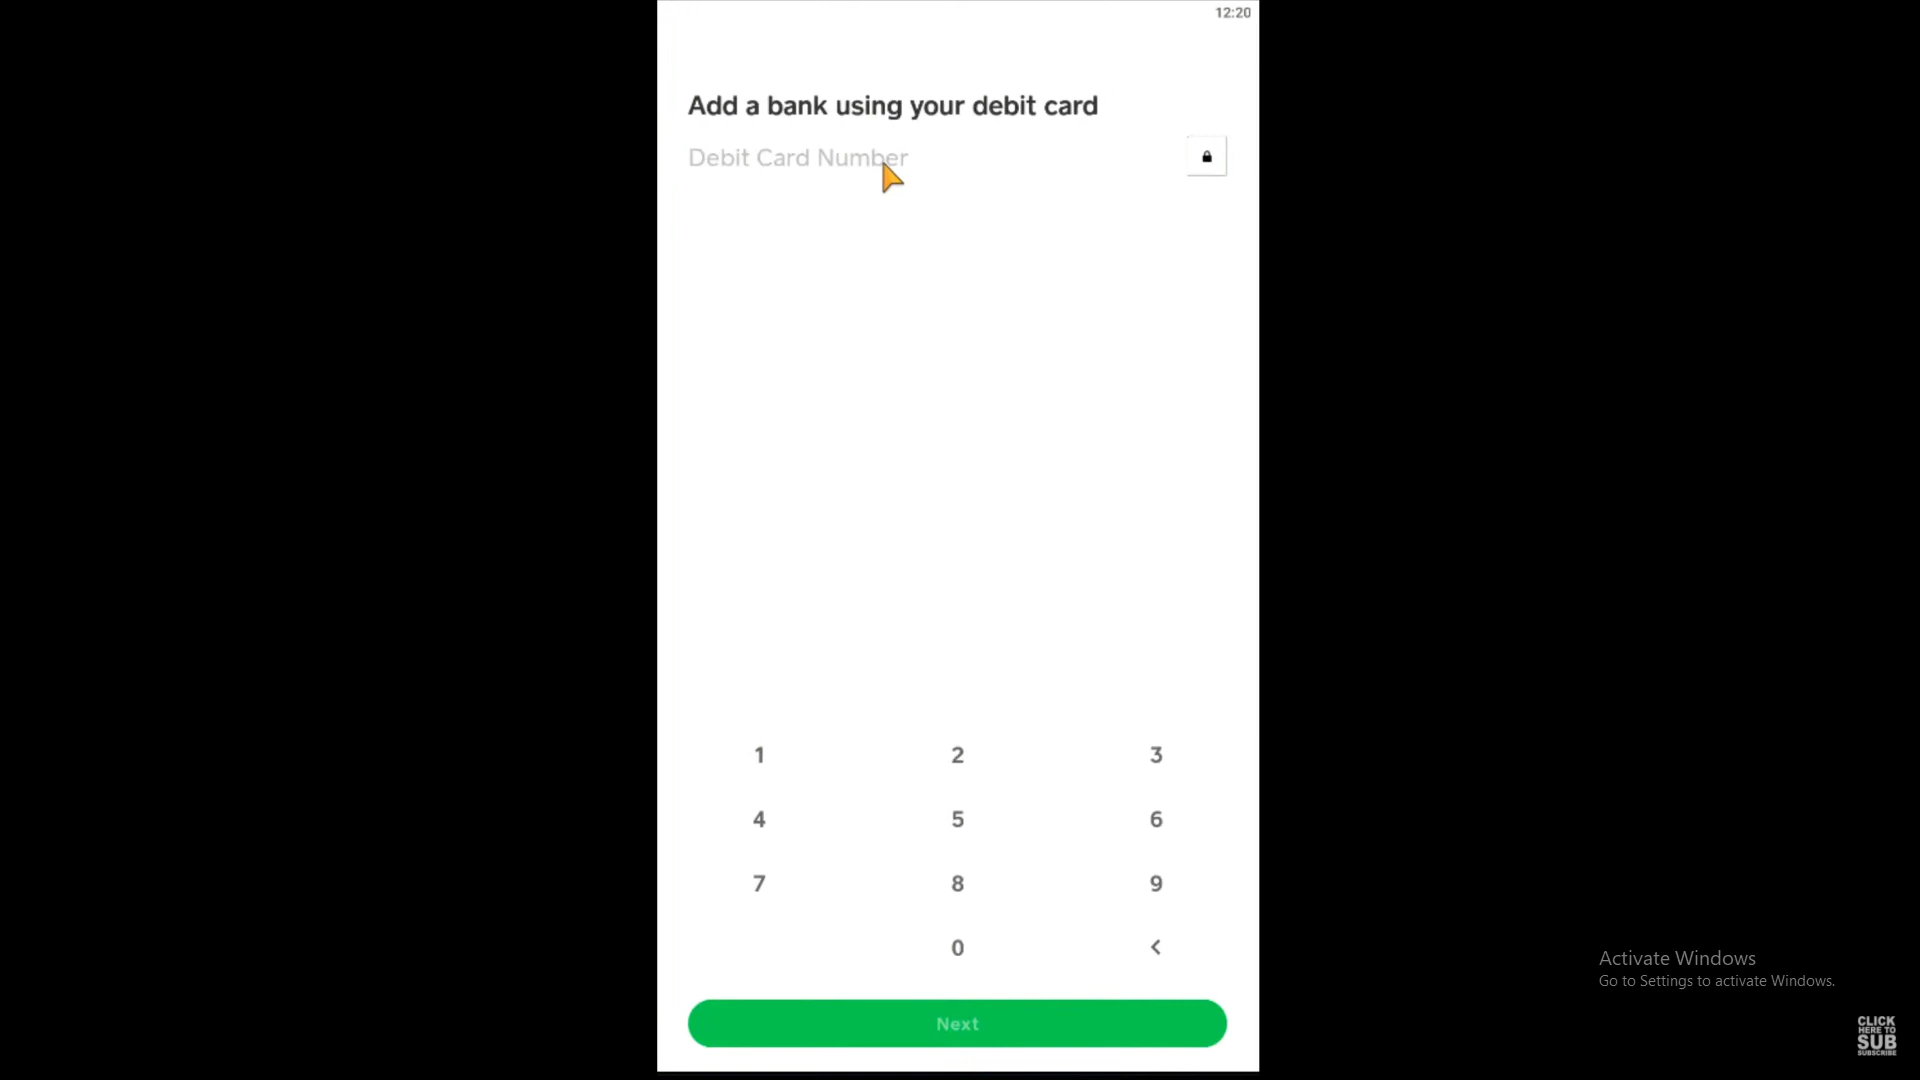 12:20
Add a bank using your debit card
Debit Card Number
1 2 3
4 5 6
7 8 9
0 <
Next
Activate Windows
Go to Settings to activate Windows.
CLICK
HERE TO
SUB
SUBSCRIBE